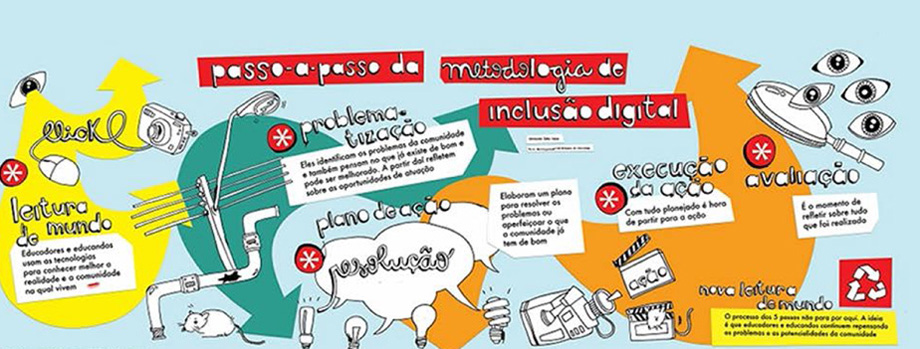 passo-a-passo da
metodologia de
inclusão digital
click
leitura
de mundo
Educadores e educandos
usam as tecnologias
para conhecer melhor a
realidade e a comunidade
na qual vivem
problema-
tização
Eles identificam os problemas da comunidade
e também pensam no que já existe de bom e
pode ser melhorado. A partir daí refletem
sobre as oportunidades de atuação
plano de ação
resolução
Elaboram um plano
para resolver os
problemas ou
aperfeiçoar o que
a comunidade já
tem de bom
execução
da ação
Com tudo planejado é hora
de partir para a ação
ação
avaliação
É o momento de
refletir sobre tudo
que foi realizado
nova leitura
de mundo
O processo dos 5 passos não para por aqui. A ideia
é que educadores e educandos continuem repensando
os problemas e as potencialidades da comunidade